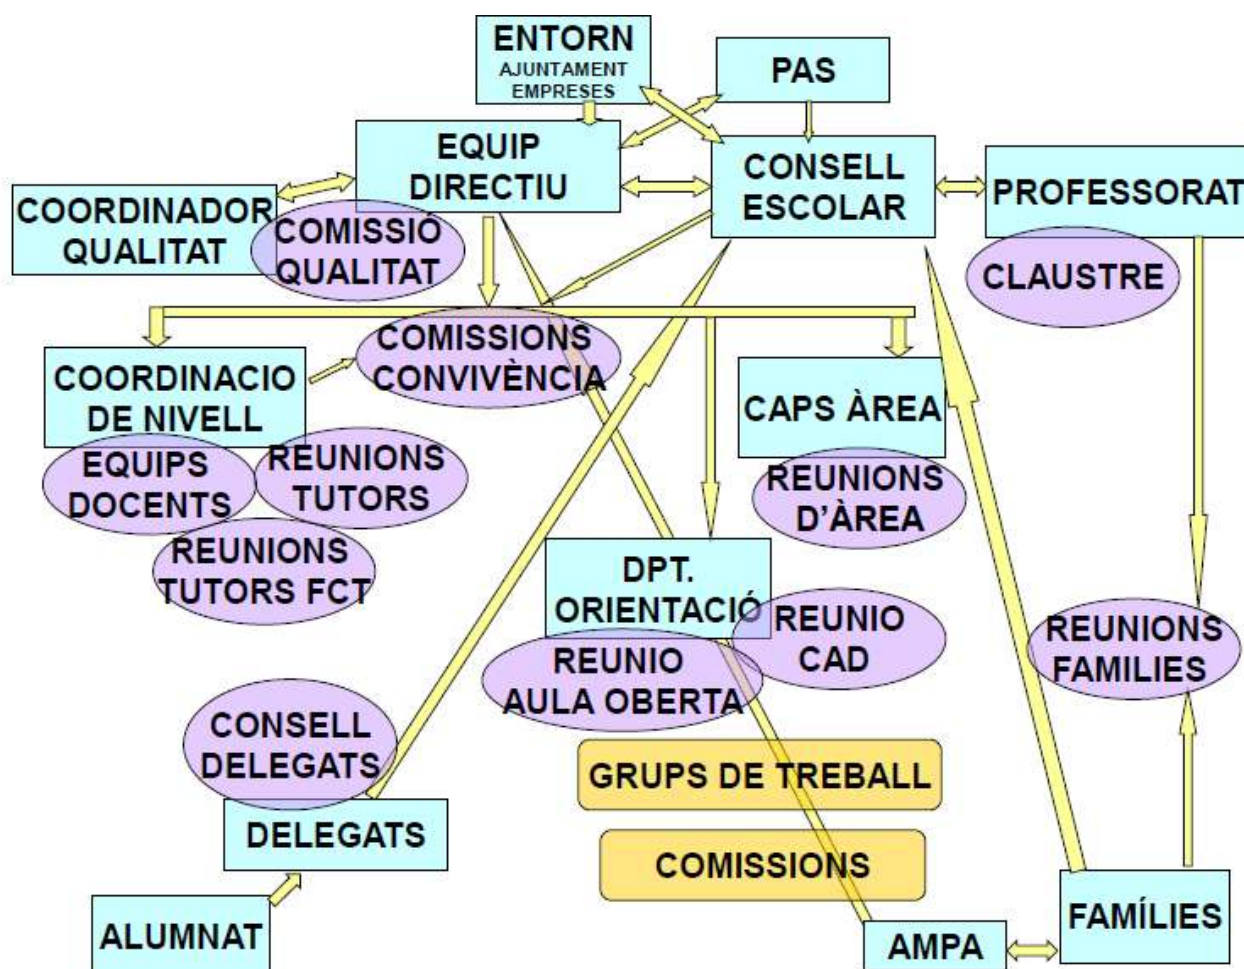 ENTORN
AJUNTAMENT
EMPRESES
PAS
EQUIP
DIRECTIU
CONSELL
ESCOLAR
PROFESSORAT
COORDINADOR
QUALITAT
COMISSIÓ
QUALITAT
CLAUSTRE
COMISSIONS
CONVIVÈNCIA
COORDINACIO
DE NIVELL
CAPS ÀREA
EQUIPS
DOCENTS
REUNIONS
TUTORS
REUNIONS
D'ÀREA
REUNIONS
TUTORS FCT
DPT.
ORIENTACIÓ
REUNIO
CAD
REUNIONS
FAMILIES
REUNIO
AULA OBERTA
CONSELL
DELEGATS
GRUPS DE TREBALL
DELEGATS
COMISSIONS
ALUMNAT
AMPA
FAMÍLIES